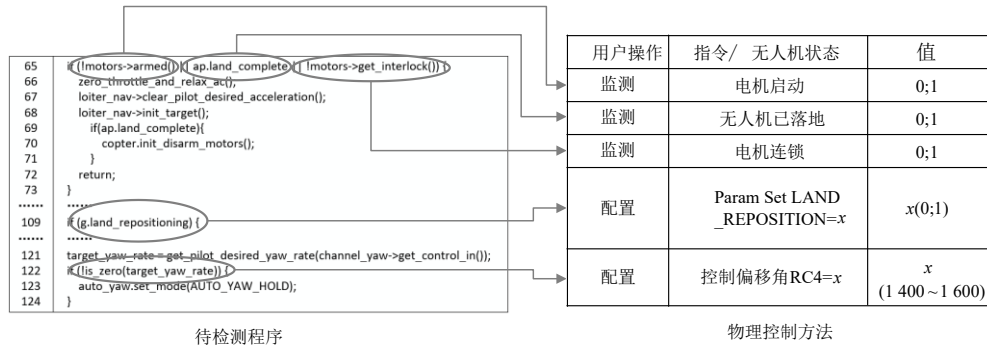 65 if (!motors->armed() || ap.land_complete || !motors->get_interlock()) {
66 zero_throttle_and_relax_ac();
67 loiter_nav->clear_pilot_desired_acceleration();
68 loiter_nav->init_target();
69 if(ap.land_complete){
70 copter.init_disarm_motors();
71 }
72 return;
73 }
······ ······
109 if (g.land_repositioning) {
······ ······
121 target_yaw_rate = get_pilot_desired_yaw_rate(channel_yaw->get_control_in());
122 if (!is_zero(target_yaw_rate)) {
123 auto_yaw.set_mode(AUTO_YAW_HOLD);
124 }
待检测程序
用户操作 指令/ 无人机状态 值
监测 电机启动 0;1
监测 无人机已落地 0;1
监测 电机连锁 0;1
配置 Param Set LAND
_REPOSITION=x x(0;1)
配置 控制偏移角RC4=x x
(1 400 ~ 1 600)
物理控制方法